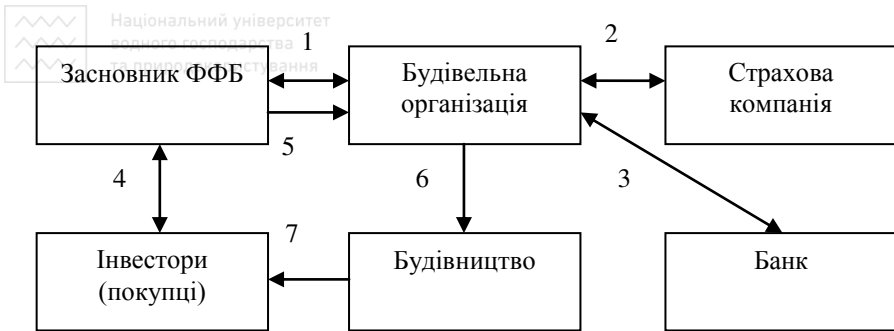 Національний університет
водного господарства
та природокористування
1
2
Засновник ФФБ
Будівельна
організація
Страхова
компанія
5
4
6
3
7
Інвестори
(покупці)
Будівництво
Банк